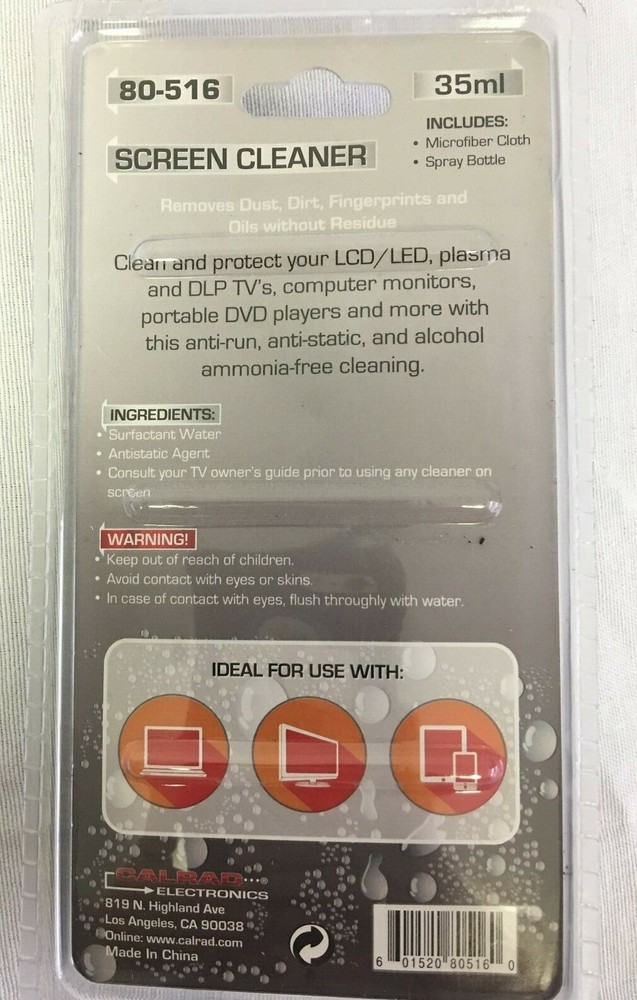 80-516
35ml
INCLUDES:
• Microfiber Cloth
• Spray Bottle
SCREEN CLEANER
Removes Dust, Dirt, Fingerprints and
Oils without Residue
Clean and protect your LCD/LED, plasma
and DLP TV's, computer monitors,
portable DVD players and more with
this anti-run, anti-static, and alcohol
ammonia-free cleaning.
INGREDIENTS:
• Surfactant Water
• Antistatic Agent
• Consult your TV owner's guide prior to using any cleaner on
screen
WARNING!
• Keep out of reach of children.
• Avoid contact with eyes or skins.
• In case of contact with eyes, flush throughly with water.
IDEAL FOR USE WITH:
CALRAD...
ELECTRONICS
819 N. Highland Ave
Los Angeles, CA 90038
Online: www.calrad.com
Made In China
6 01520 80516 0